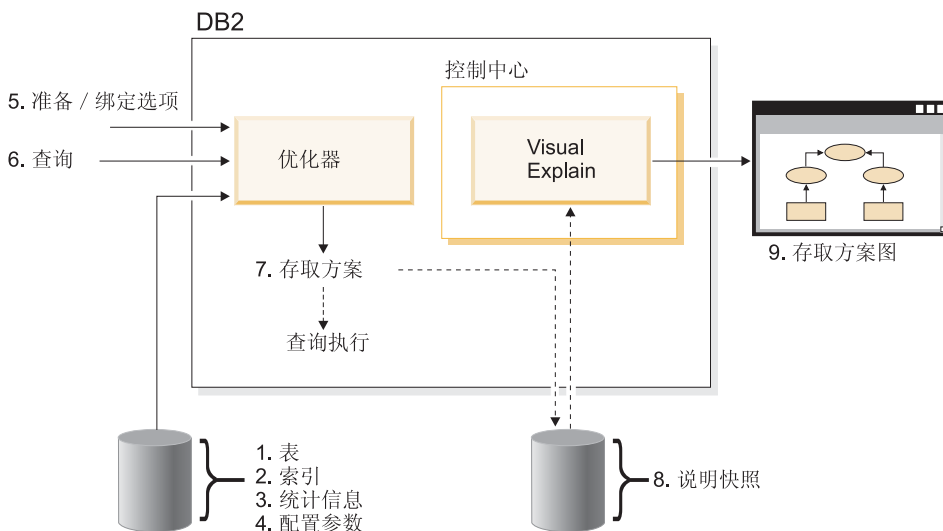 DB2
控制中心
5. 准备 / 绑定选项
6. 查询
优化器
Visual
Explain
7. 存取方案
查询执行
9. 存取方案图
1. 表
2. 索引
3. 统计信息
4. 配置参数
8. 说明快照